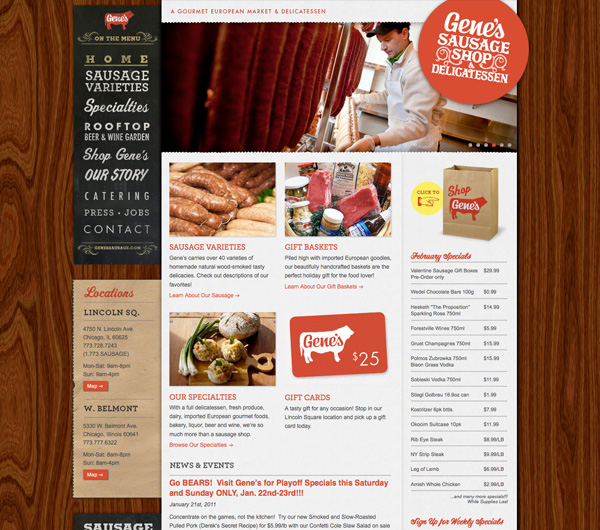 Gene's
ON THE MENU
HOME
SAUSAGE
VARIETIES
Specialties
ROOFTOP
BEER & WINE GARDEN
Shop Gene's
OUR STORY
CATERING
PRESS • JOBS
CONTACT
GENESSAUSAGE.COM
Locations
LINCOLN SQ.
4750 N. Lincoln Ave.
Chicago, IL 60625
773.728.7243
(1.773.SAUSAGE)
Mon-Sat: 9am-8pm
Sun: 9am-4pm
Map →
W. BELMONT
5330 W. Belmont Ave.
Chicago, Illinois 60641
773.777.6322
Mon-Sat: 8am-8pm
Sun: 8am-4pm
Map →
Gene's
A GOURMET EUROPEAN MARKET & DELICATESSEN
Gene's
SAUSAGE
SHOP
&
DELICATESSEN
SAUSAGE VARIETIES
Gene's carries over 40 varieties of
homemade natural wood-smoked tasty
delicacies. Check out descriptions of our
favorites!
Learn About Our Sausage →
GIFT BASKETS
Piled high with imported European goodies,
our beautifully handcrafted baskets are the
perfect holiday gift for the food lover!
Learn About Our Gift Baskets →
OUR SPECIALTIES
With a full delicatessen, fresh produce,
dairy, imported European gourmet foods,
bakery, liquor, beer and wine, we're so
much more than a sausage shop.
Browse Our Specialties →
Gene's
$25
GIFT CARDS
A tasty gift for any occasion! Stop in our
Lincoln Square location and pick up a gift
card today.
NEWS & EVENTS
Go BEARS! Visit Gene's for Playoff Specials this Saturday
and Sunday ONLY, Jan. 22nd-23rd!!!
January 21st, 2011
Concentrate on the games, not the kitchen! Try our new Smoked and Slow-Roasted
Pulled Pork (Derek's Secret Recipe) for $5.99/lb with our Confetti Cole Slaw Salad on sale
CLICK TO
Shop
Gene's
February Specials
Valentine Sausage Gift Boxes $29.99
Pre-Order only
Wedel Chocolate Bars 100g $0.99
Hesketh "The Proposition" $14.99
Sparkling Rose 750ml
Forestville Wines 750ml $5.99
Gruet Champagnes 750ml $15.99
Polmos Zubrowka 750ml $15.99
Bison Grass Vodka
Sobieski Vodka 750ml $11.99
Stiegl Golbrau 16.9oz can $1.99
Kostritzer 6pk btls. $7.99
Okocim Suitcase 10pk $11.99
Rib Eye Steak $8.99/LB
NY Strip Steak $9.99/LB
Leg of Lamb $6.99/LB
Amish Whole Chicken $2.99/LB
...and many more specials!!!
While Supplies Last
Sign Up for Weekly Specials